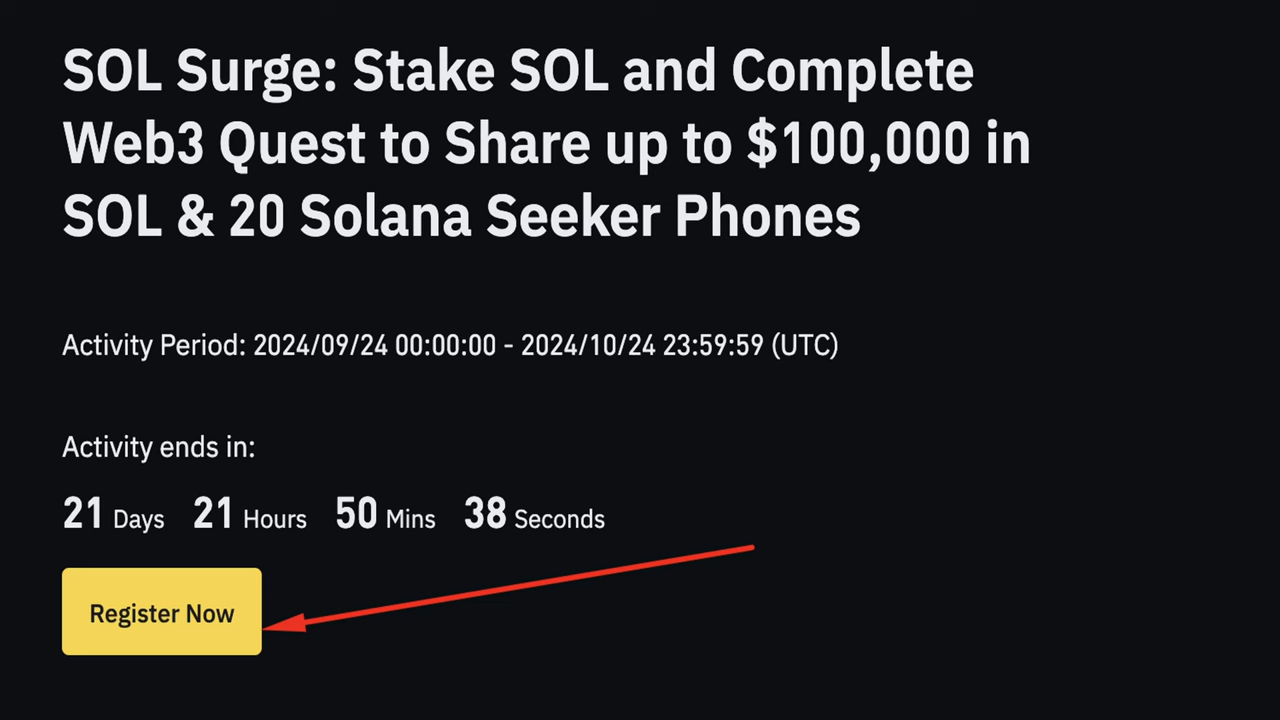 SOL Surge: Stake SOL and Complete
Web3 Quest to Share up to $100,000 in
SOL & 20 Solana Seeker Phones
Activity Period: 2024/09/24 00:00:00 - 2024/10/24 23:59:59 (UTC)
Activity ends in:
21 Days 21 Hours 50 Mins 38 Seconds
Register Now